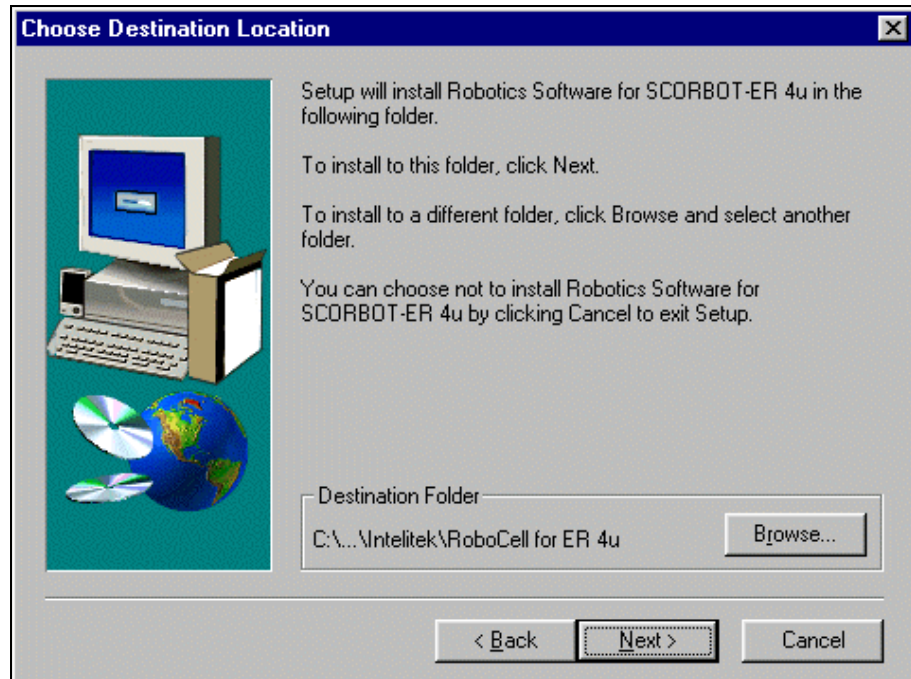 Choose Destination Location
Setup will install Robotics Software for SCORBOT-ER 4u in the
following folder.
To install to this folder, click Next.
To install to a different folder, click Browse and select another
folder.
You can choose not to install Robotics Software for
SCORBOT-ER 4u by clicking Cancel to exit Setup.
Destination Folder
C:\...\Intelitek\RoboCell for ER 4u
Browse...
< Back
Next >
Cancel